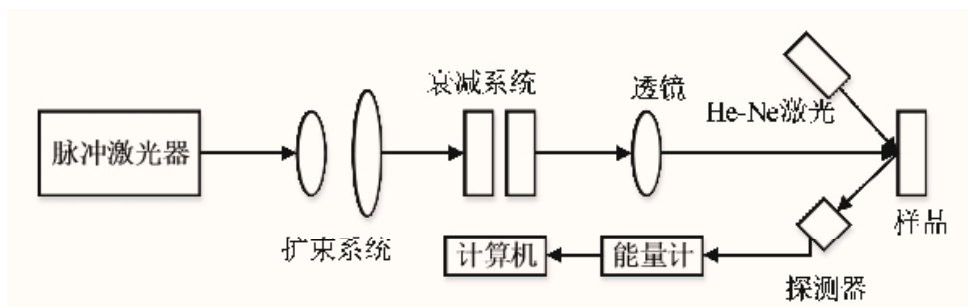 衰减系统
透镜
He-Ne激光
脉冲激光器
扩束系统
样品
计算机
能量计
探测器